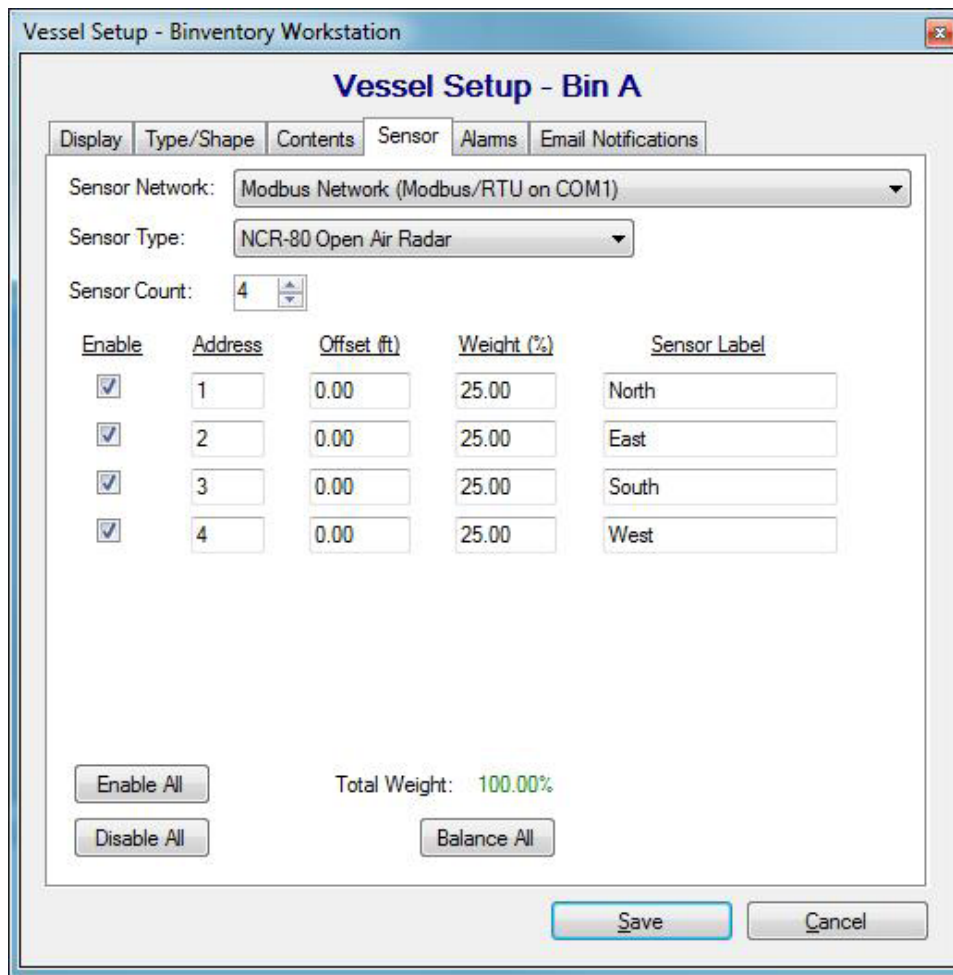 Vessel Setup - Binventory Workstation
Vessel Setup - Bin A
Display Type/Shape Contents Sensor Alarms Email Notifications
Sensor Network: Modbus Network (Modbus/RTU on COM1)
Sensor Type: NCR-80 Open Air Radar
Sensor Count: 4
Enable Address Offset (ft) Weight (%) Sensor Label
1 0.00 25.00 North
2 0.00 25.00 East
3 0.00 25.00 South
4 0.00 25.00 West
Enable All Total Weight: 100.00%
Disable All Balance All
Save Cancel